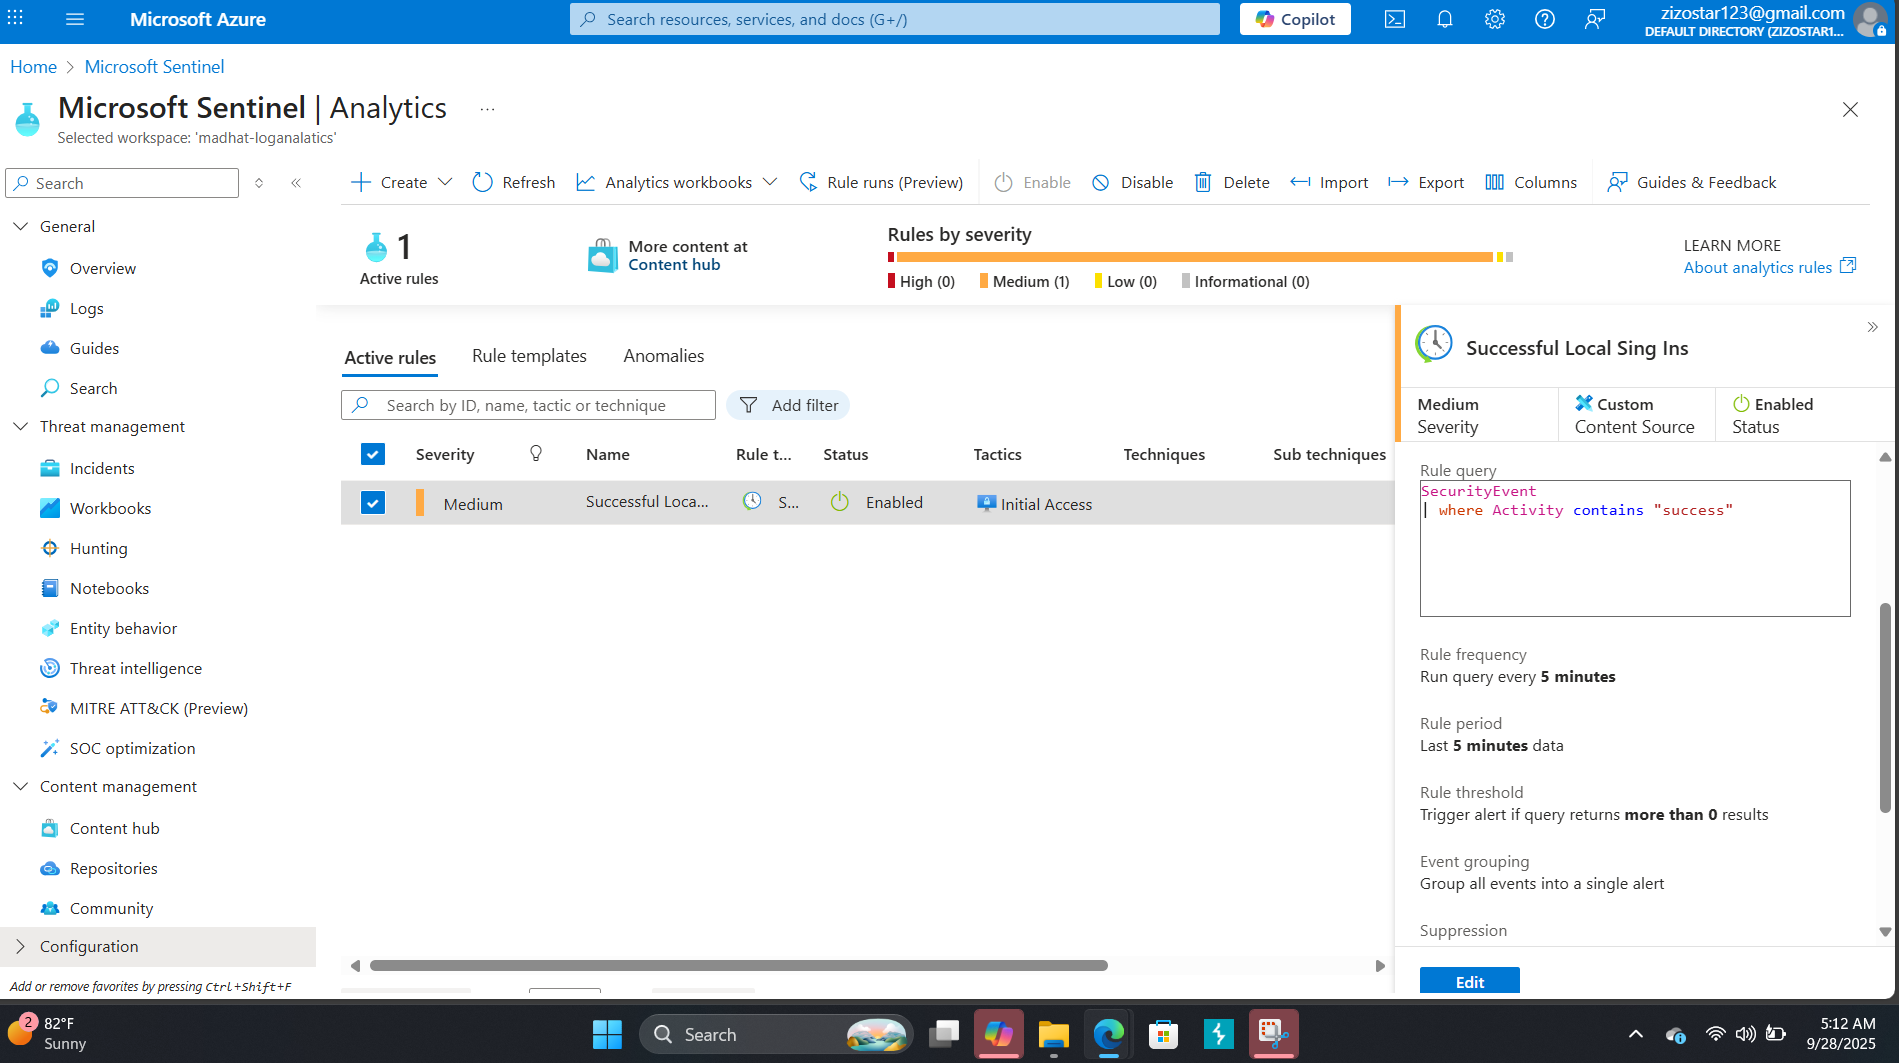 Microsoft Azure
Search resources, services, and docs (G+/)
Copilot
zizostar123@gmail.com
DEFAULT DIRECTORY (ZIZOSTAR1...
Home > Microsoft Sentinel
Microsoft Sentinel | Analytics ...
Selected workspace: 'madhat-loganalatics'
Search
General
Overview
Logs
Guides
Search
Threat management
Incidents
Workbooks
Hunting
Notebooks
Entity behavior
Threat intelligence
MITRE ATT&CK (Preview)
SOC optimization
Content management
Content hub
Repositories
Community
Configuration
Add or remove favorites by pressing Ctrl+Shift+F
Create Refresh Analytics workbooks Rule runs (Preview) Enable Disable Delete Import Export Columns Guides & Feedback
1
Active rules
More content at
Content hub
Rules by severity
High (0) Medium (1) Low (0) Informational (0)
LEARN MORE
About analytics rules
Active rules Rule templates Anomalies
Search by ID, name, tactic or technique
Add filter
Severity Name Rule t... Status Tactics Techniques Sub techniques
Medium Successful Loca... S... Enabled Initial Access
Successful Local Sing Ins
Medium
Severity
Custom
Content Source
Enabled
Status
Rule query
SecurityEvent
| where Activity contains "success"
Rule frequency
Run query every 5 minutes
Rule period
Last 5 minutes data
Rule threshold
Trigger alert if query returns more than 0 results
Event grouping
Group all events into a single alert
Suppression
Edit
2
82°F
Sunny
Search
5:12 AM
9/28/2025